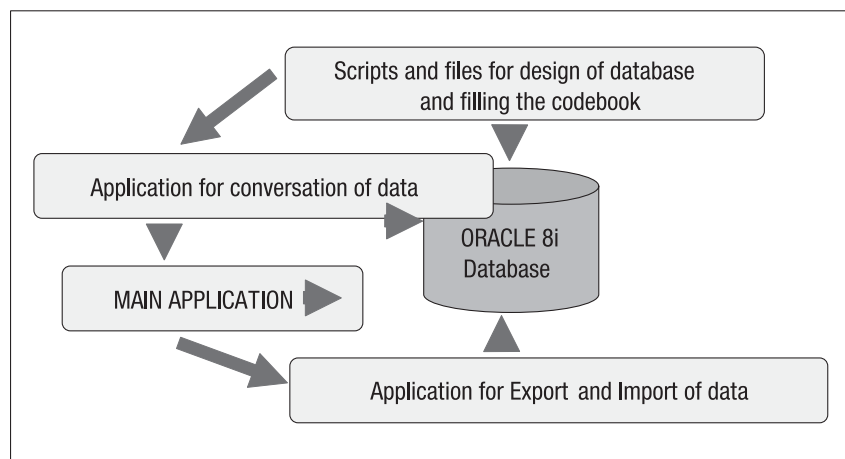 Scripts and files for design of database
and filling the codebook
Application for conversation of data
ORACLE 8i
Database
MAIN APPLICATION
Application for Export and Import of data